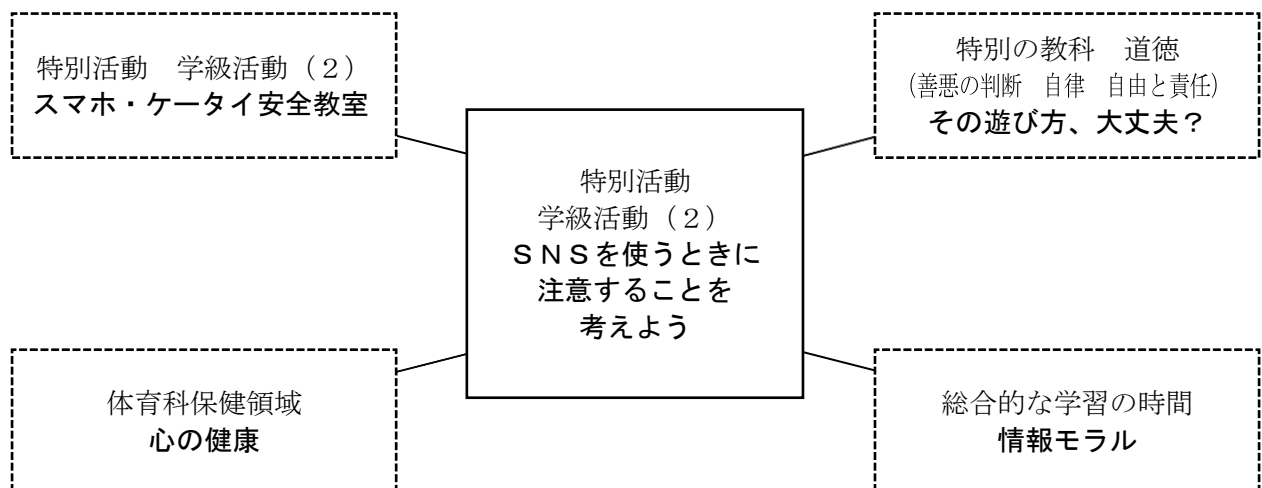 特別活動　学級活動（２）
スマホ・ケータイ安全教室
特別の教科　道徳
（善悪の判断　自律　自由と責任）
その遊び方、大丈夫？
特別活動
学級活動（２）
ＳＮＳを使うときに
注意することを
考えよう
体育科保健領域
心の健康
総合的な学習の時間
情報モラル